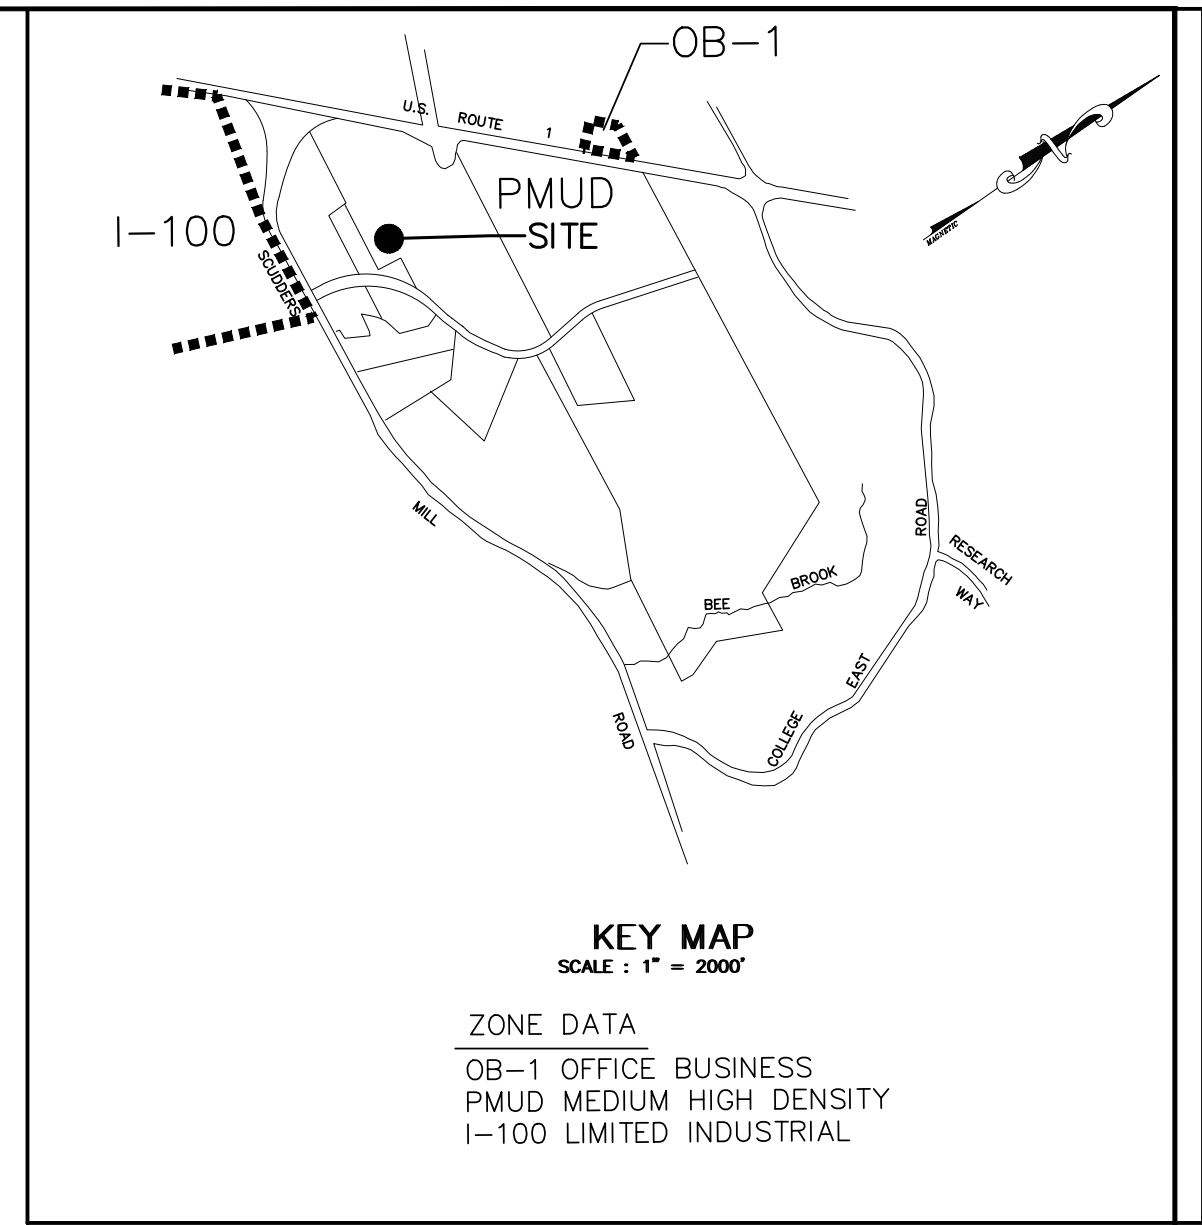 OB-1
U.S. ROUTE 1
PMUD
SITE
I-100
SCUDDERS
MAGNETIC
N
MILL
ROAD
RESEARCH
WAY
BROOK
BEE
EAST
COLLEGE
ROAD
KEY MAP
SCALE : 1" = 2000'
ZONE DATA
OB-1 OFFICE BUSINESS
PMUD MEDIUM HIGH DENSITY
I-100 LIMITED INDUSTRIAL